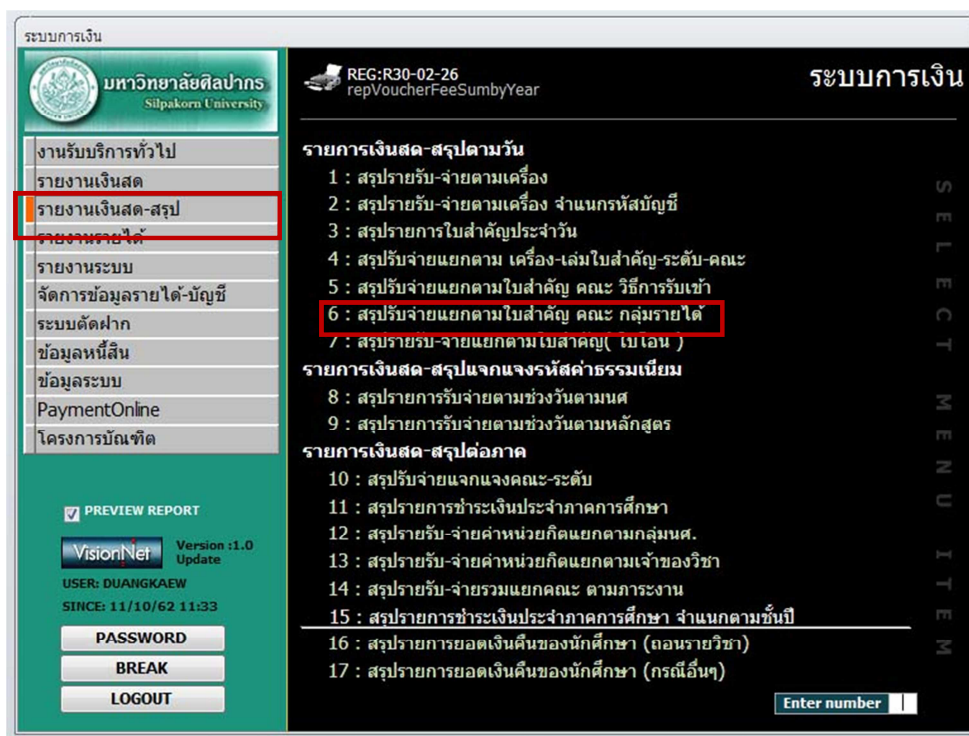 ระบบการเงิน
มหาวิทยาลัยศิลปากร
Silpakorn University
งานรับบริการทั่วไป
รายงานเงินสด
รายงานเงินสด-สรุป
รายงานรายได้
รายงานระบบ
จัดการข้อมูลรายได้-บัญชี
ระบบตัดฝาก
ข้อมูลหนี้สิน
ข้อมูลระบบ
PaymentOnline
โครงการบัณฑิต
PREVIEW REPORT
VisionNet
Version :1.0
Update
USER: DUANGKAEW
SINCE: 11/10/62 11:33
PASSWORD
BREAK
LOGOUT
REG:R30-02-26
repVoucherFeeSumbyYear
ระบบการเงิน
รายการเงินสด-สรุปตามวัน
1 : สรุปรายรับ-จ่ายตามเครื่อง
2 : สรุปรายรับ-จ่ายตามเครื่อง จำแนกรหัสบัญชี
3 : สรุปรายการใบสำคัญประจำวัน
4 : สรุปรับจ่ายแยกตาม เครื่อง-เล่มใบสำคัญ-ระดับ-คณะ
5 : สรุปรับจ่ายแยกตามใบสำคัญ คณะ วิธีการรับเข้า
6 : สรุปรับจ่ายแยกตามใบสำคัญ คณะ กลุ่มรายได้
7 : สรุปรายรับ-จ่ายแยกตามใบสำคัญ( ใบโอน )
รายการเงินสด-สรุปแจกแจงรหัสค่าธรรมเนียม
8 : สรุปรายการรับจ่ายตามช่วงวันตามนศ
9 : สรุปรายการรับจ่ายตามช่วงวันตามหลักสูตร
รายการเงินสด-สรุปต่อภาค
10 : สรุปรับจ่ายแจกแจงคณะ-ระดับ
11 : สรุปรายการชำระเงินประจำภาคการศึกษา
12 : สรุปรายรับ-จ่ายค่าหน่วยกิตแยกตามกลุ่มนศ.
13 : สรุปรายรับ-จ่ายค่าหน่วยกิตแยกตามเจ้าของวิชา
14 : สรุปรายรับ-จ่ายรวมแยกคณะ ตามภาระงาน
15 : สรุปรายการชำระเงินประจำภาคการศึกษา จำแนกตามชั้นปี
16 : สรุปรายการยอดเงินคืนของนักศึกษา (ถอนรายวิชา)
17 : สรุปรายการยอดเงินคืนของนักศึกษา (กรณีอื่นๆ)
Enter number
SELECT MENU ITEM